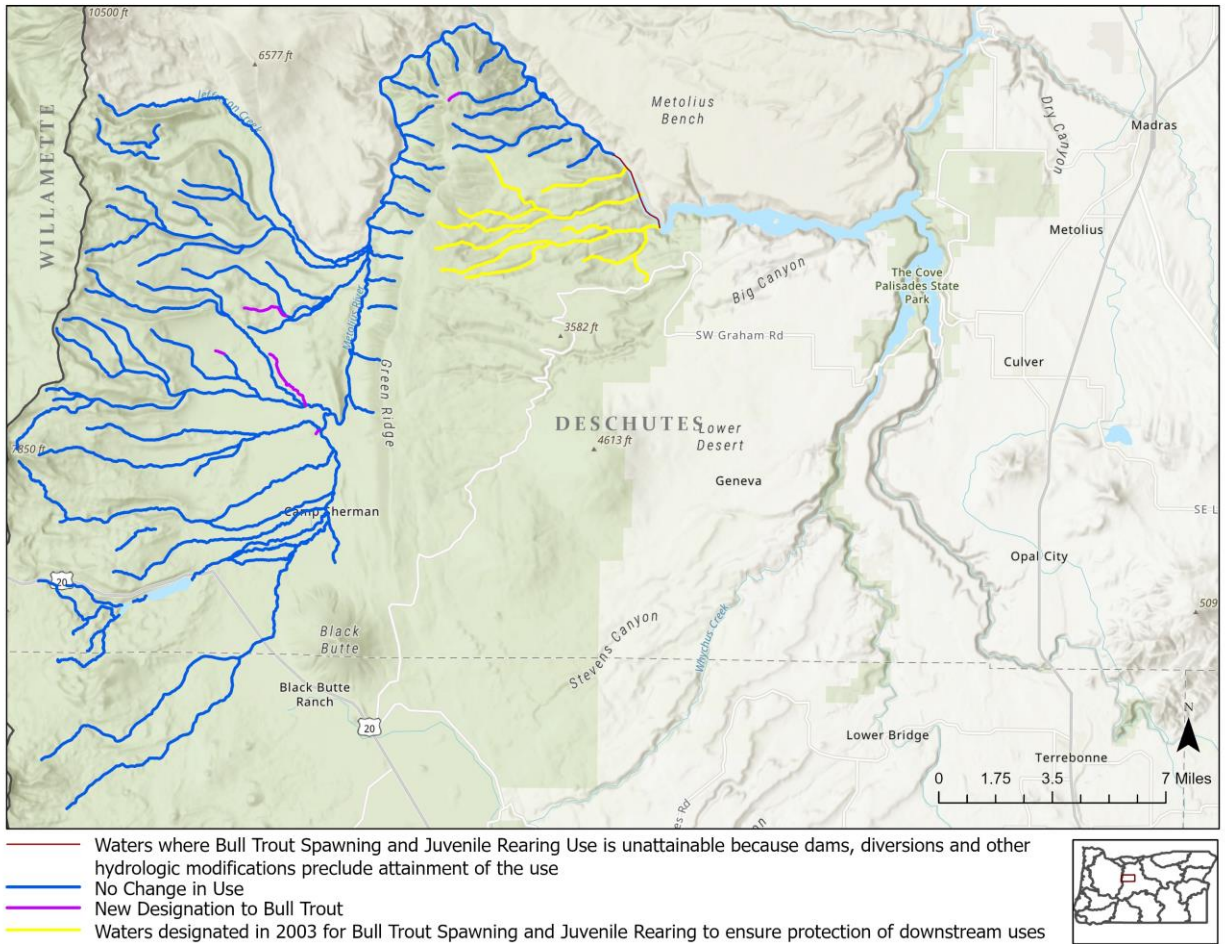 10500 ft
6577 ft
Jefferson Creek
WILLAMETTE
Metolius
Bench
Dry Canyon
Madras
Metolius
Big Canyon
The Cove
Palisades State
Park
Metolius River
3582 ft
SW Graham Rd
Culver
Green Ridge
DESCHUTES
Lower
Desert
4613 ft
7850 ft
Geneva
SE L
Camp Sherman
Opal City
20
509
Stevens Canyon
Whychus Creek
Black
Butte
Black Butte
Ranch
20
N
Lower Bridge
Terrebonne
0 1.75 3.5 7 Miles
es Rd
Waters where Bull Trout Spawning and Juvenile Rearing Use is unattainable because dams, diversions and other
hydrologic modifications preclude attainment of the use
No Change in Use
New Designation to Bull Trout
Waters designated in 2003 for Bull Trout Spawning and Juvenile Rearing to ensure protection of downstream uses